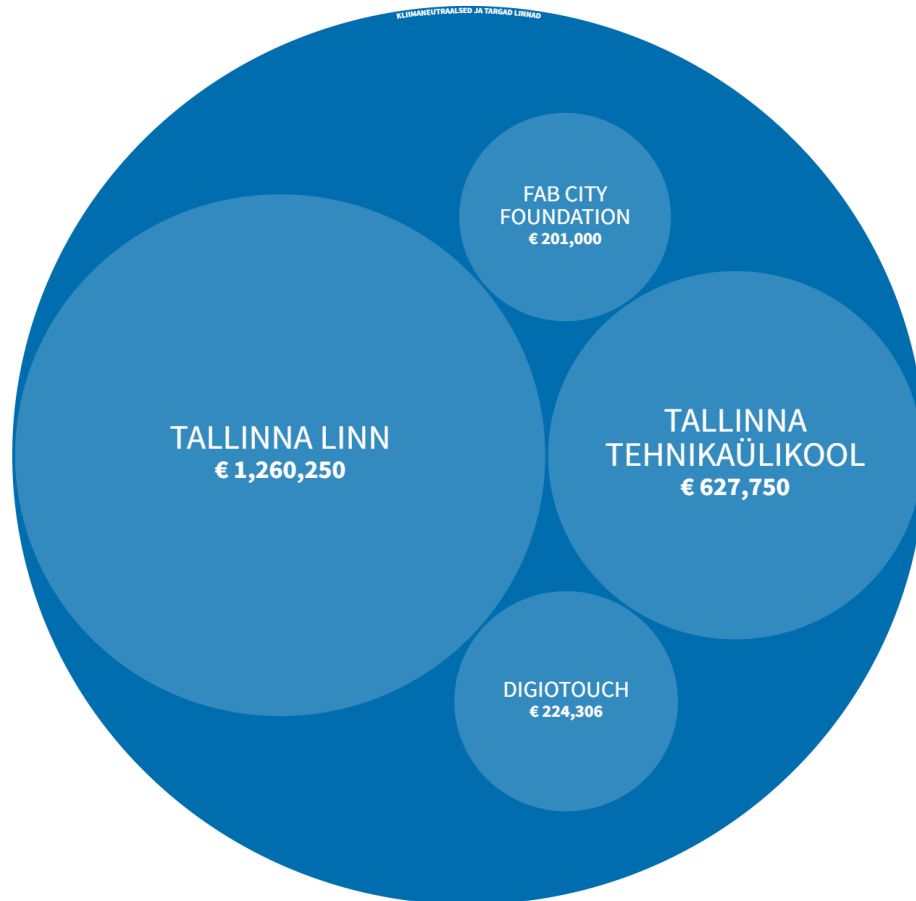 KLIIMANEUTRAALSED JA TARGAD LINNAD
FAB CITY
FOUNDATION
€ 201,000
TALLINNA LINN
€ 1,260,250
TALLINNA
TEHNIKAÜLIKOOL
€ 627,750
DIGIOTOUCH
€ 224,306